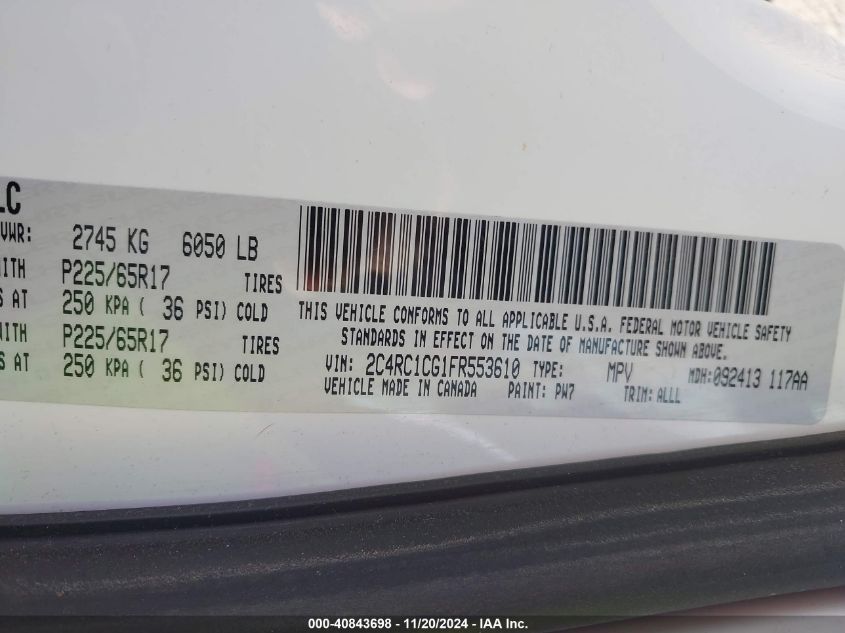 LC
VWR: 2745 KG 6050 LB
WITH P225/65R17 TIRES
S AT 250 KPA ( 36 PSI) COLD
WITH P225/65R17 TIRES
S AT 250 KPA ( 36 PSI) COLD
THIS VEHICLE CONFORMS TO ALL APPLICABLE U.S.A. FEDERAL MOTOR VEHICLE SAFETY
STANDARDS IN EFFECT ON THE DATE OF MANUFACTURE SHOWN ABOVE.
VIN: 2C4RC1CG1FR553610 TYPE: MPV MDH:092413 117AA
VEHICLE MADE IN CANADA PAINT: PW7 TRIM: ALLL
000-40843698 - 11/20/2024 - IAA Inc.